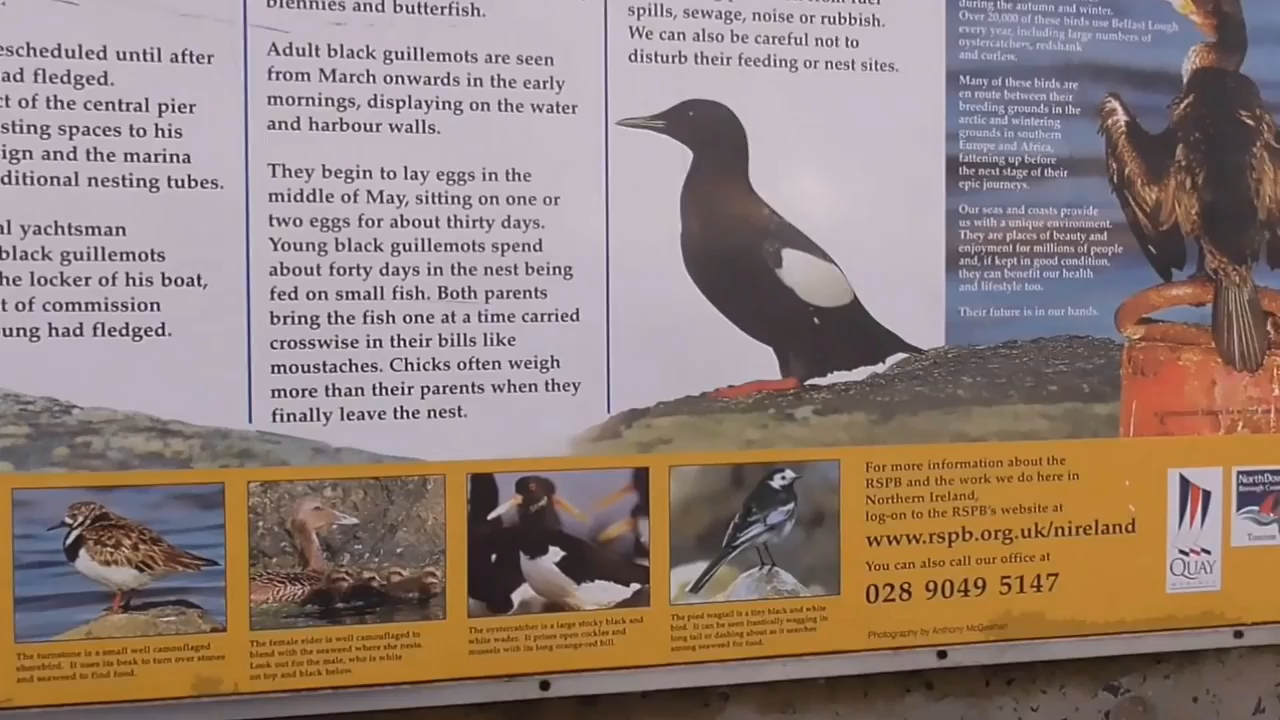 escheduled until after
ad fledged.
ct of the central pier
sting spaces to his
ign and the marina
ditional nesting tubes.
al yachtsman
black guillemots
he locker of his boat,
t of commission
ung had fledged.
blennies and butterfish.
Adult black guillemots are seen
from March onwards in the early
mornings, displaying on the water
and harbour walls.
They begin to lay eggs in the
middle of May, sitting on one or
two eggs for about thirty days.
Young black guillemots spend
about forty days in the nest being
fed on small fish. Both parents
bring the fish one at a time carried
crosswise in their bills like
moustaches. Chicks often weigh
more than their parents when they
finally leave the nest.
spills, sewage, noise or rubbish.
We can also be careful not to
disturb their feeding or nest sites.
during the autumn and winter.
Over 20,000 of these birds use Belfast Lough
every year, including large numbers of
oystercatchers, redshank
and curlew.
Many of these birds are
en route between their
breeding grounds in the
arctic and wintering
grounds in southern
Europe and Africa,
fattening up before
the next stage of their
epic journeys.
Our seas and coasts provide
us with a unique environment.
They are places of beauty and
enjoyment for millions of people
and, if kept in good condition,
they can benefit our health
and lifestyle too.
Their future is in our hands.
The turnstone is a small well camouflaged
shorebird. It uses its beak to turn over stones
and seaweed to find food.
The female eider is well camouflaged to
blend with the seaweed where she nests.
Look out for the male, who is white
on top and black below.
The oystercatcher is a large stocky black and
white wader. It prises open cockles and
mussels with its long orange-red bill.
The pied wagtail is a tiny black and white
bird. It can be seen frantically wagging its
long tail or dashing about as it searches
among seaweed for food.
For more information about the
RSPB and the work we do here in
Northern Ireland,
log-on to the RSPB's website at
www.rspb.org.uk/nireland
You can also call our office at
028 9049 5147
Photography by Anthony McGeehan
QUAY
North Dow
Borough Counc
Tourism